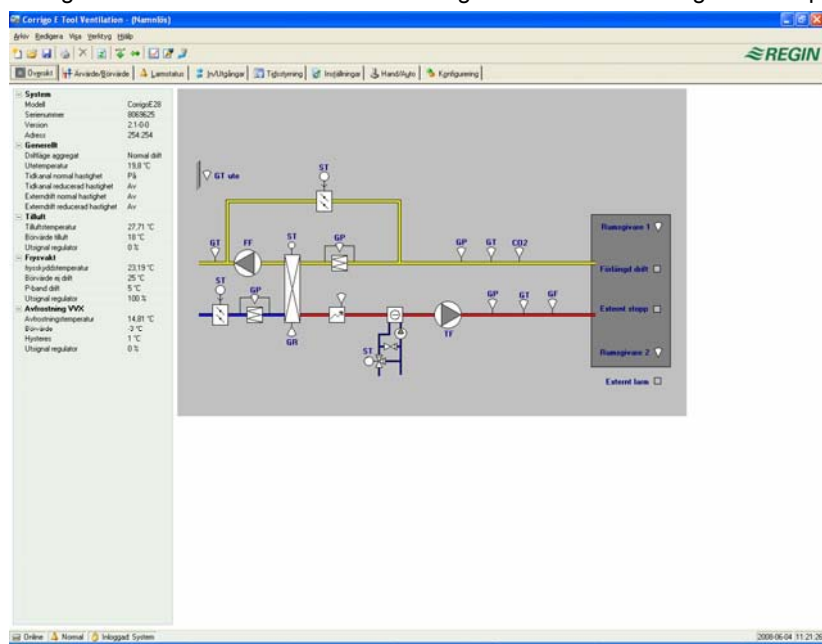 Corrigo E Tool Ventilation - (Namnlös)
Arkiv Redigera Visa Verktyg Hjälp
REGIN
Översikt Ärvärde/Börvärde Larmstatus In/Utgångar Tidsstyrning Inställningar Hand/Auto Konfigurering
System
Modell CorrigoE28
Serienummer 8069625
Version 2.1-0-0
Adress 254:254
Generellt
Driftläge aggregat Normal drift
Utetemperatur 19,8 °C
Tidkanal normal hastighet På
Tidkanal reducerad hastighet Av
Externdrift normal hastighet Av
Externdrift reducerad hastighet Av
Tilluft
Tilluftstemperatur 27,71 °C
Börvärde tilluft 18 °C
Utsignal regulator 0 %
Frysvakt
frysskyddstemperatur 23,19 °C
Börvärde ej drift 25 °C
P-band drift 5 °C
Utsignal regulator 100 %
Avfrostning VVX
Avfrostningstemperatur 14,81 °C
Börvärde -3 °C
Hysteres 1 °C
Utsignal regulator 0 %
GT ute
ST
GT FF ST GP GP GT CO2
ST GP GP GT GF
GR TF
ST
Rumsgivare 1
Förlängd drift
Externt stopp
Rumsgivare 2
Externt larm
Online Normal Inloggad: System 2008-06-04 11:21:26